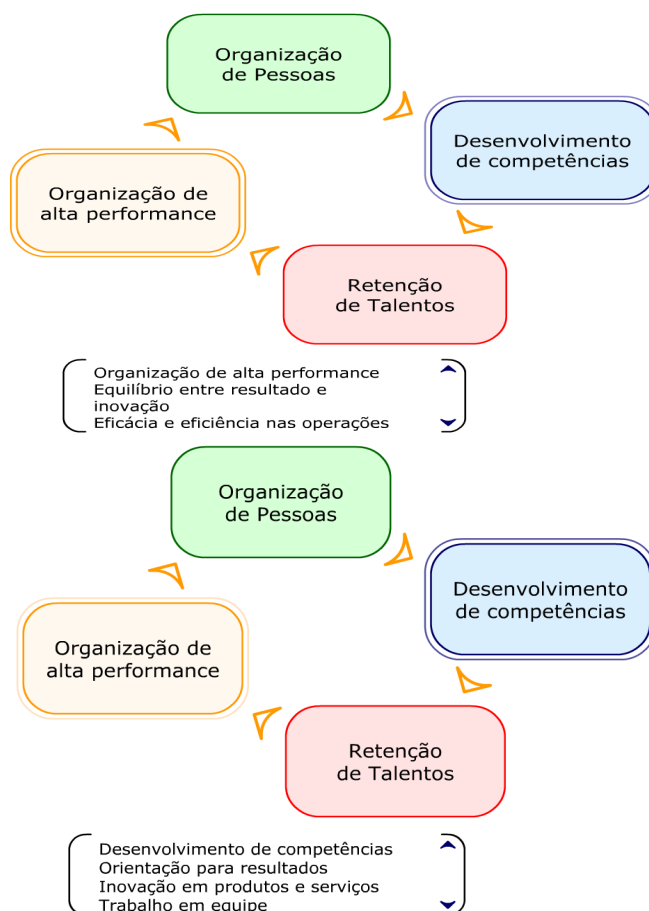 Organização
de Pessoas
Desenvolvimento
de competências
Organização de
alta performance
Retenção
de Talentos
Organização de alta performance
Equilíbrio entre resultado e
inovação
Eficácia e eficiência nas operações
Organização
de Pessoas
Desenvolvimento
de competências
Organização de
alta performance
Retenção
de Talentos
Desenvolvimento de competências
Orientação para resultados
Inovação em produtos e serviços
Trabalho em equipe